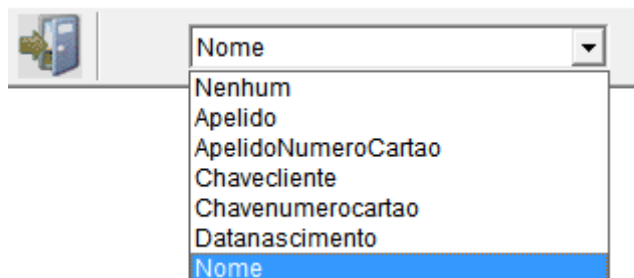 Nome
Nenhum
Apelido
ApelidoNumeroCartao
Chavecliente
Chavenumerocartao
Datanascimento
Nome